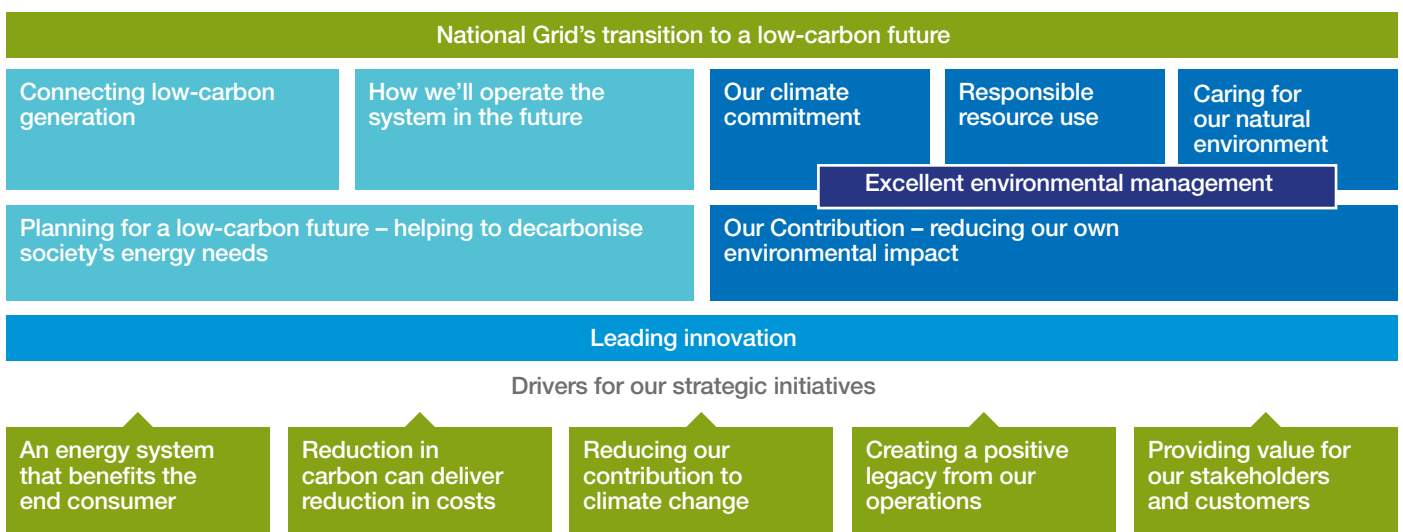 National Grid’s transition to a low-carbon future
Connecting low-carbon
generation
How we’ll operate the
system in the future
Our climate
commitment
Responsible
resource use
Caring for
our natural
environment
Excellent environmental management
Planning for a low-carbon future – helping to decarbonise
society’s energy needs
Our Contribution – reducing our own
environmental impact
Leading innovation
Drivers for our strategic initiatives
An energy system
that benefits the
end consumer
Reduction in
carbon can deliver
reduction in costs
Reducing our
contribution to
climate change
Creating a positive
legacy from our
operations
Providing value for
our stakeholders
and customers